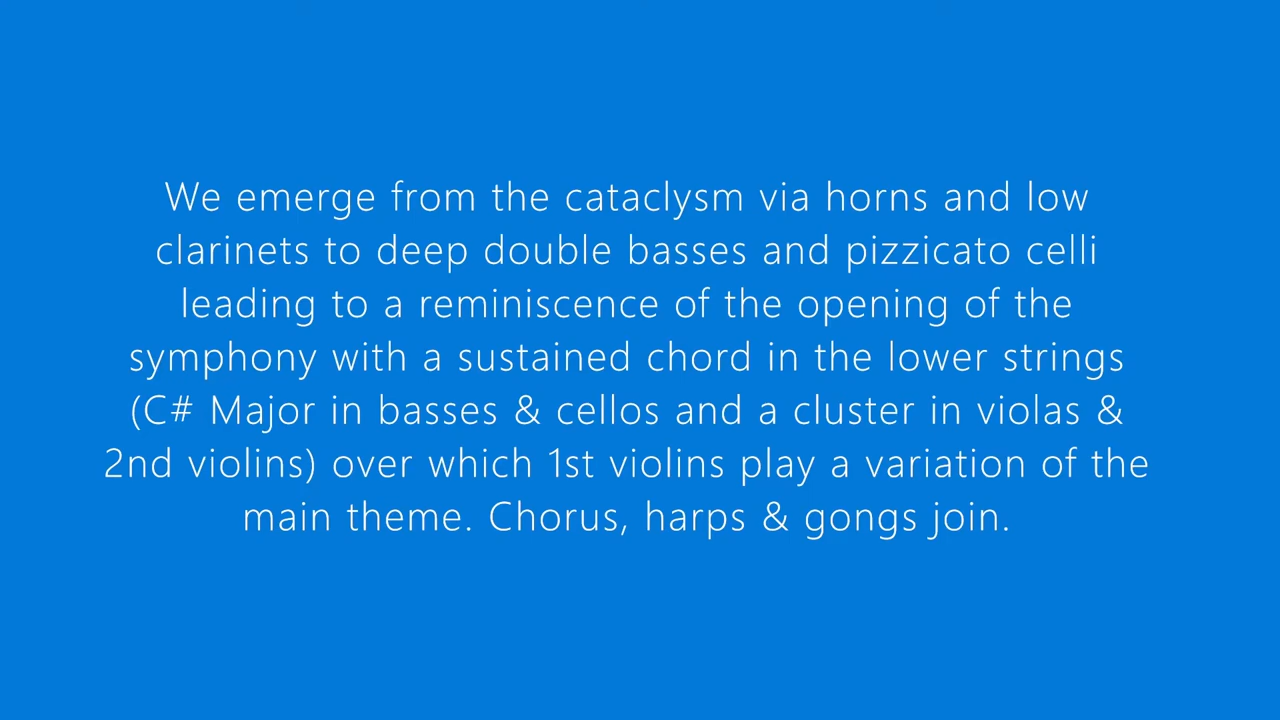 We emerge from the cataclysm via horns and low
clarinets to deep double basses and pizzicato celli
leading to a reminiscence of the opening of the
symphony with a sustained chord in the lower strings
(C# Major in basses & cellos and a cluster in violas &
2nd violins) over which 1st violins play a variation of the
main theme. Chorus, harps & gongs join.